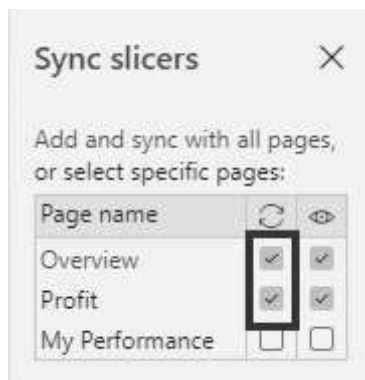 Sync slicers
Add and sync with all pages,
or select specific pages:
Page name
Overview
Profit
My Performance